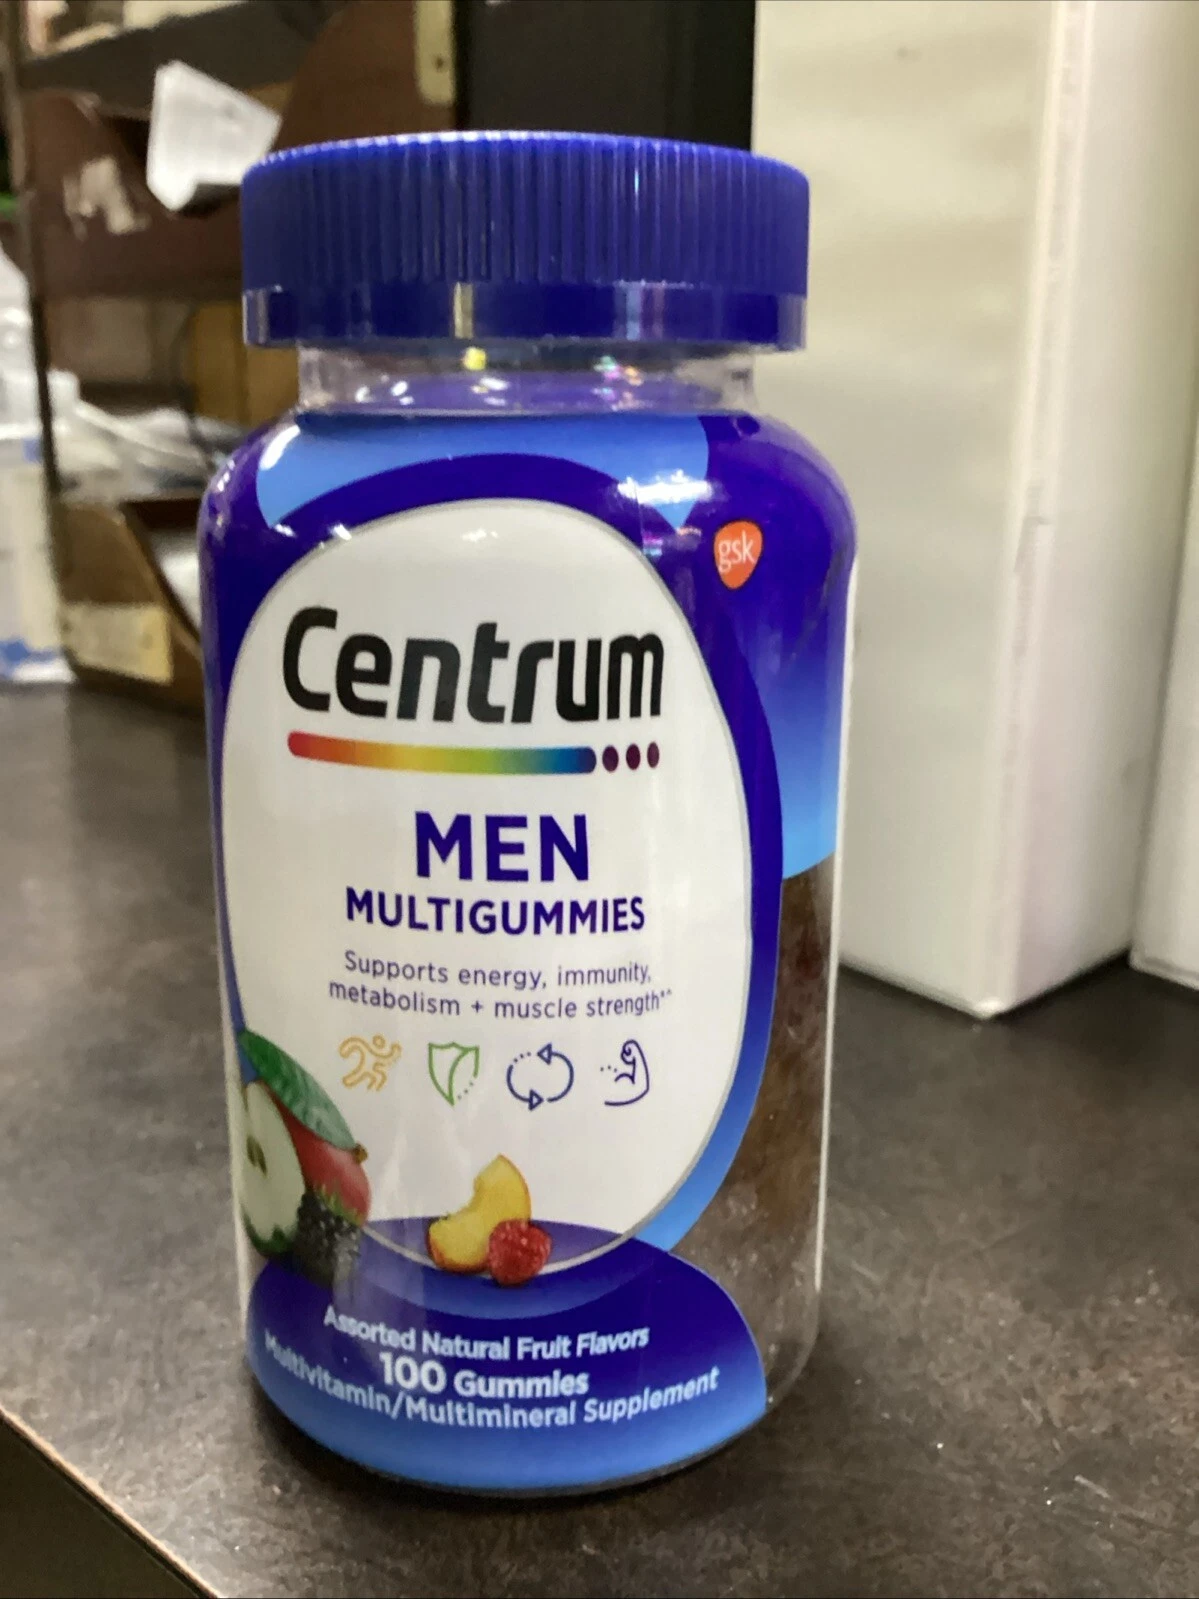 gsk
Centrum
MEN
MULTIGUMMIES
Supports energy, immunity,
metabolism + muscle strength*^
Assorted Natural Fruit Flavors
100 Gummies
Multivitamin/Multimineral Supplement